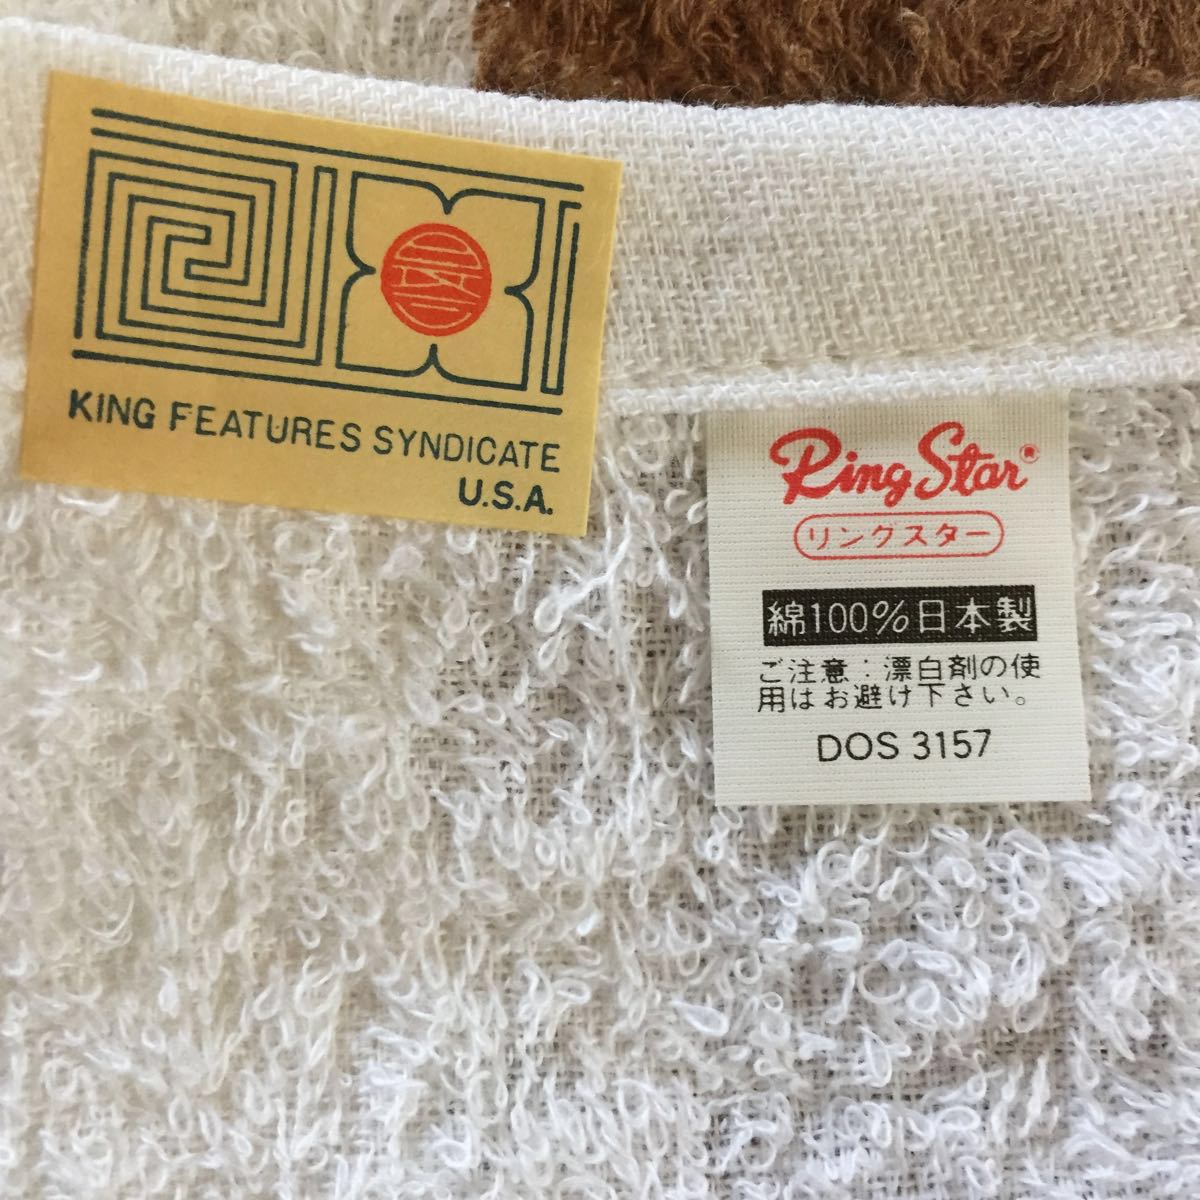 KING FEATURES SYNDICATE
U.S.A.
Ring Star®
リングスター
綿100%日本製
ご注意:漂白剤の使
用はお避け下さい。
DOS 3157